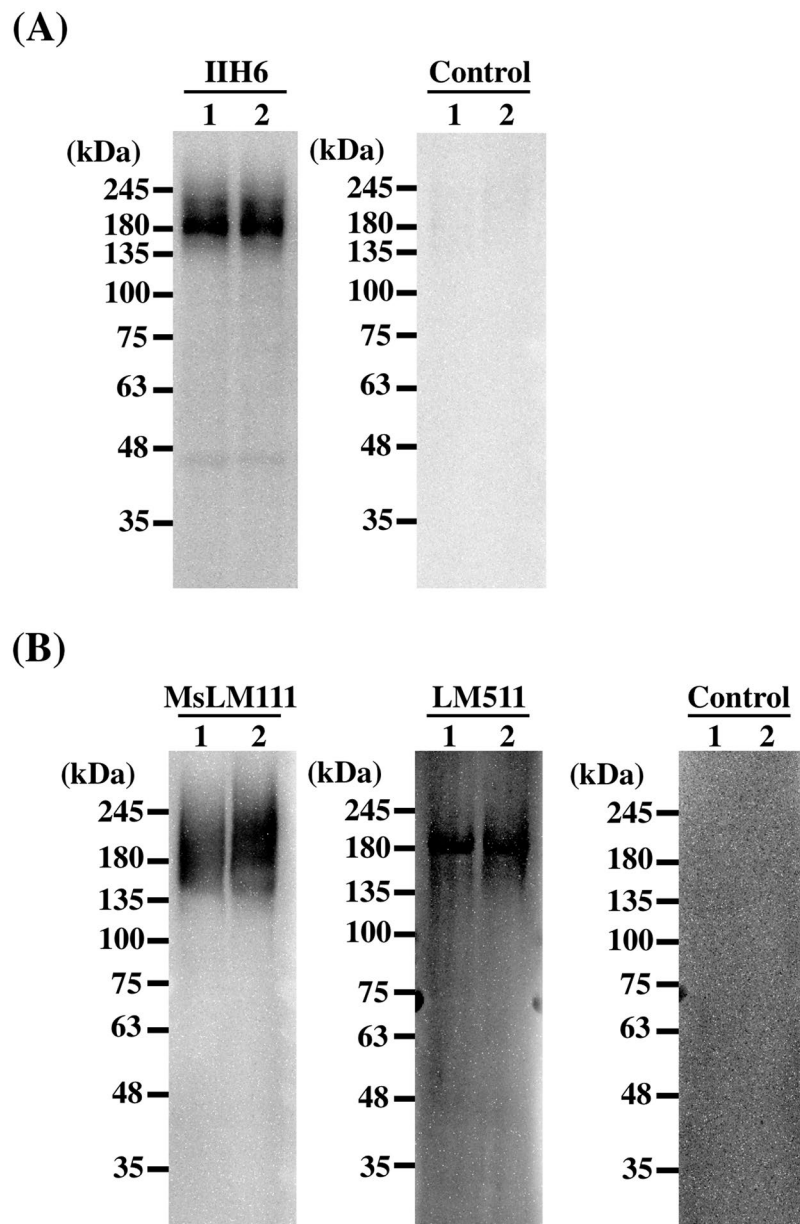 (A)
IIH6 Control
1 2 1 2
(kDa) (kDa)
245 245
180 180
135 135
100 100
75 75
63 63
48 48
35 35
(B)
MsLM111 LM511 Control
1 2 1 2 1 2
(kDa) (kDa) (kDa)
245 245 245
180 180 180
135 135 135
100 100 100
75 75 75
63 63 63
48 48 48
35 35 35